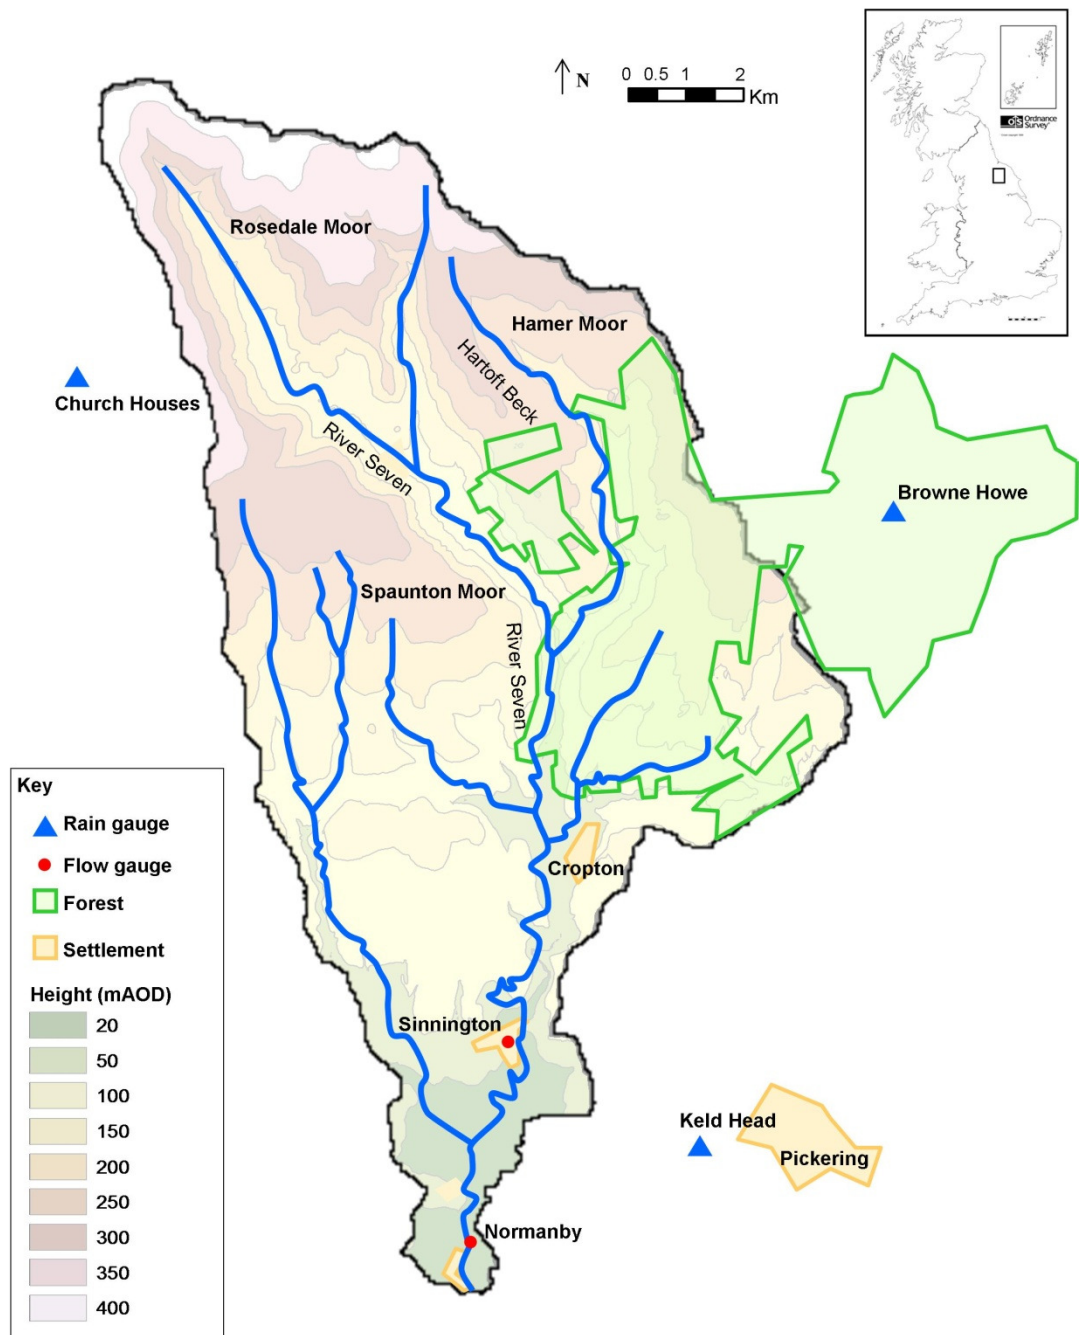 N
0 0.5 1 2
Km
OS Ordnance
Survey
Rosedale Moor
Hamer Moor
Hartoft Beck
Church Houses
River Seven
Browne Howe
Spaunton Moor
River Seven
Cropton
Sinnington
Keld Head
Pickering
Normanby
Key
Rain gauge
Flow gauge
Forest
Settlement
Height (mAOD)
20
50
100
150
200
250
300
350
400